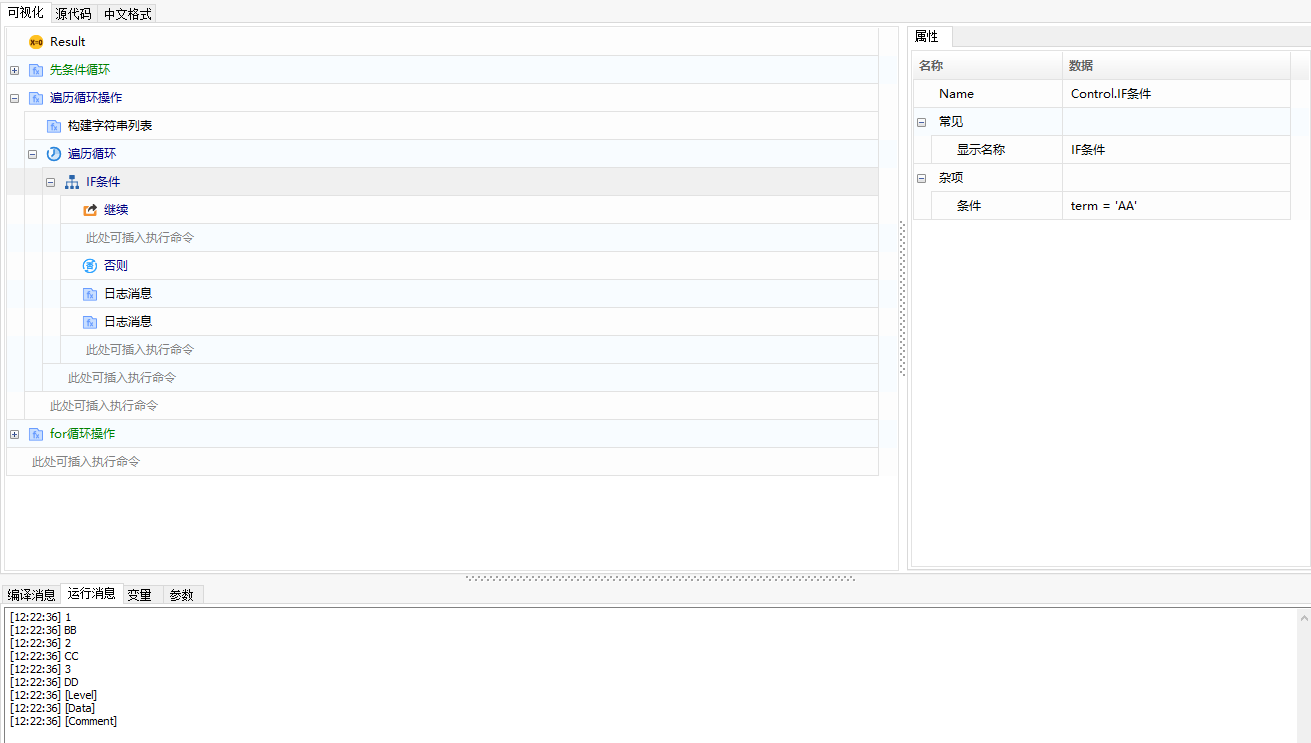 可视化 源代码 中文格式
Result
先条件循环
遍历循环操作
构建字符串列表
遍历循环
IF条件
继续
此处可插入执行命令
否则
日志消息
日志消息
此处可插入执行命令
此处可插入执行命令
此处可插入执行命令
for循环操作
此处可插入执行命令
属性
名称 数据
Name Control.IF条件
常见
显示名称 IF条件
杂项
条件 term = 'AA'
编译消息 运行消息 变量 参数
[12:22:36] 1
[12:22:36] BB
[12:22:36] 2
[12:22:36] CC
[12:22:36] 3
[12:22:36] DD
[12:22:36] [Level]
[12:22:36] [Data]
[12:22:36] [Comment]